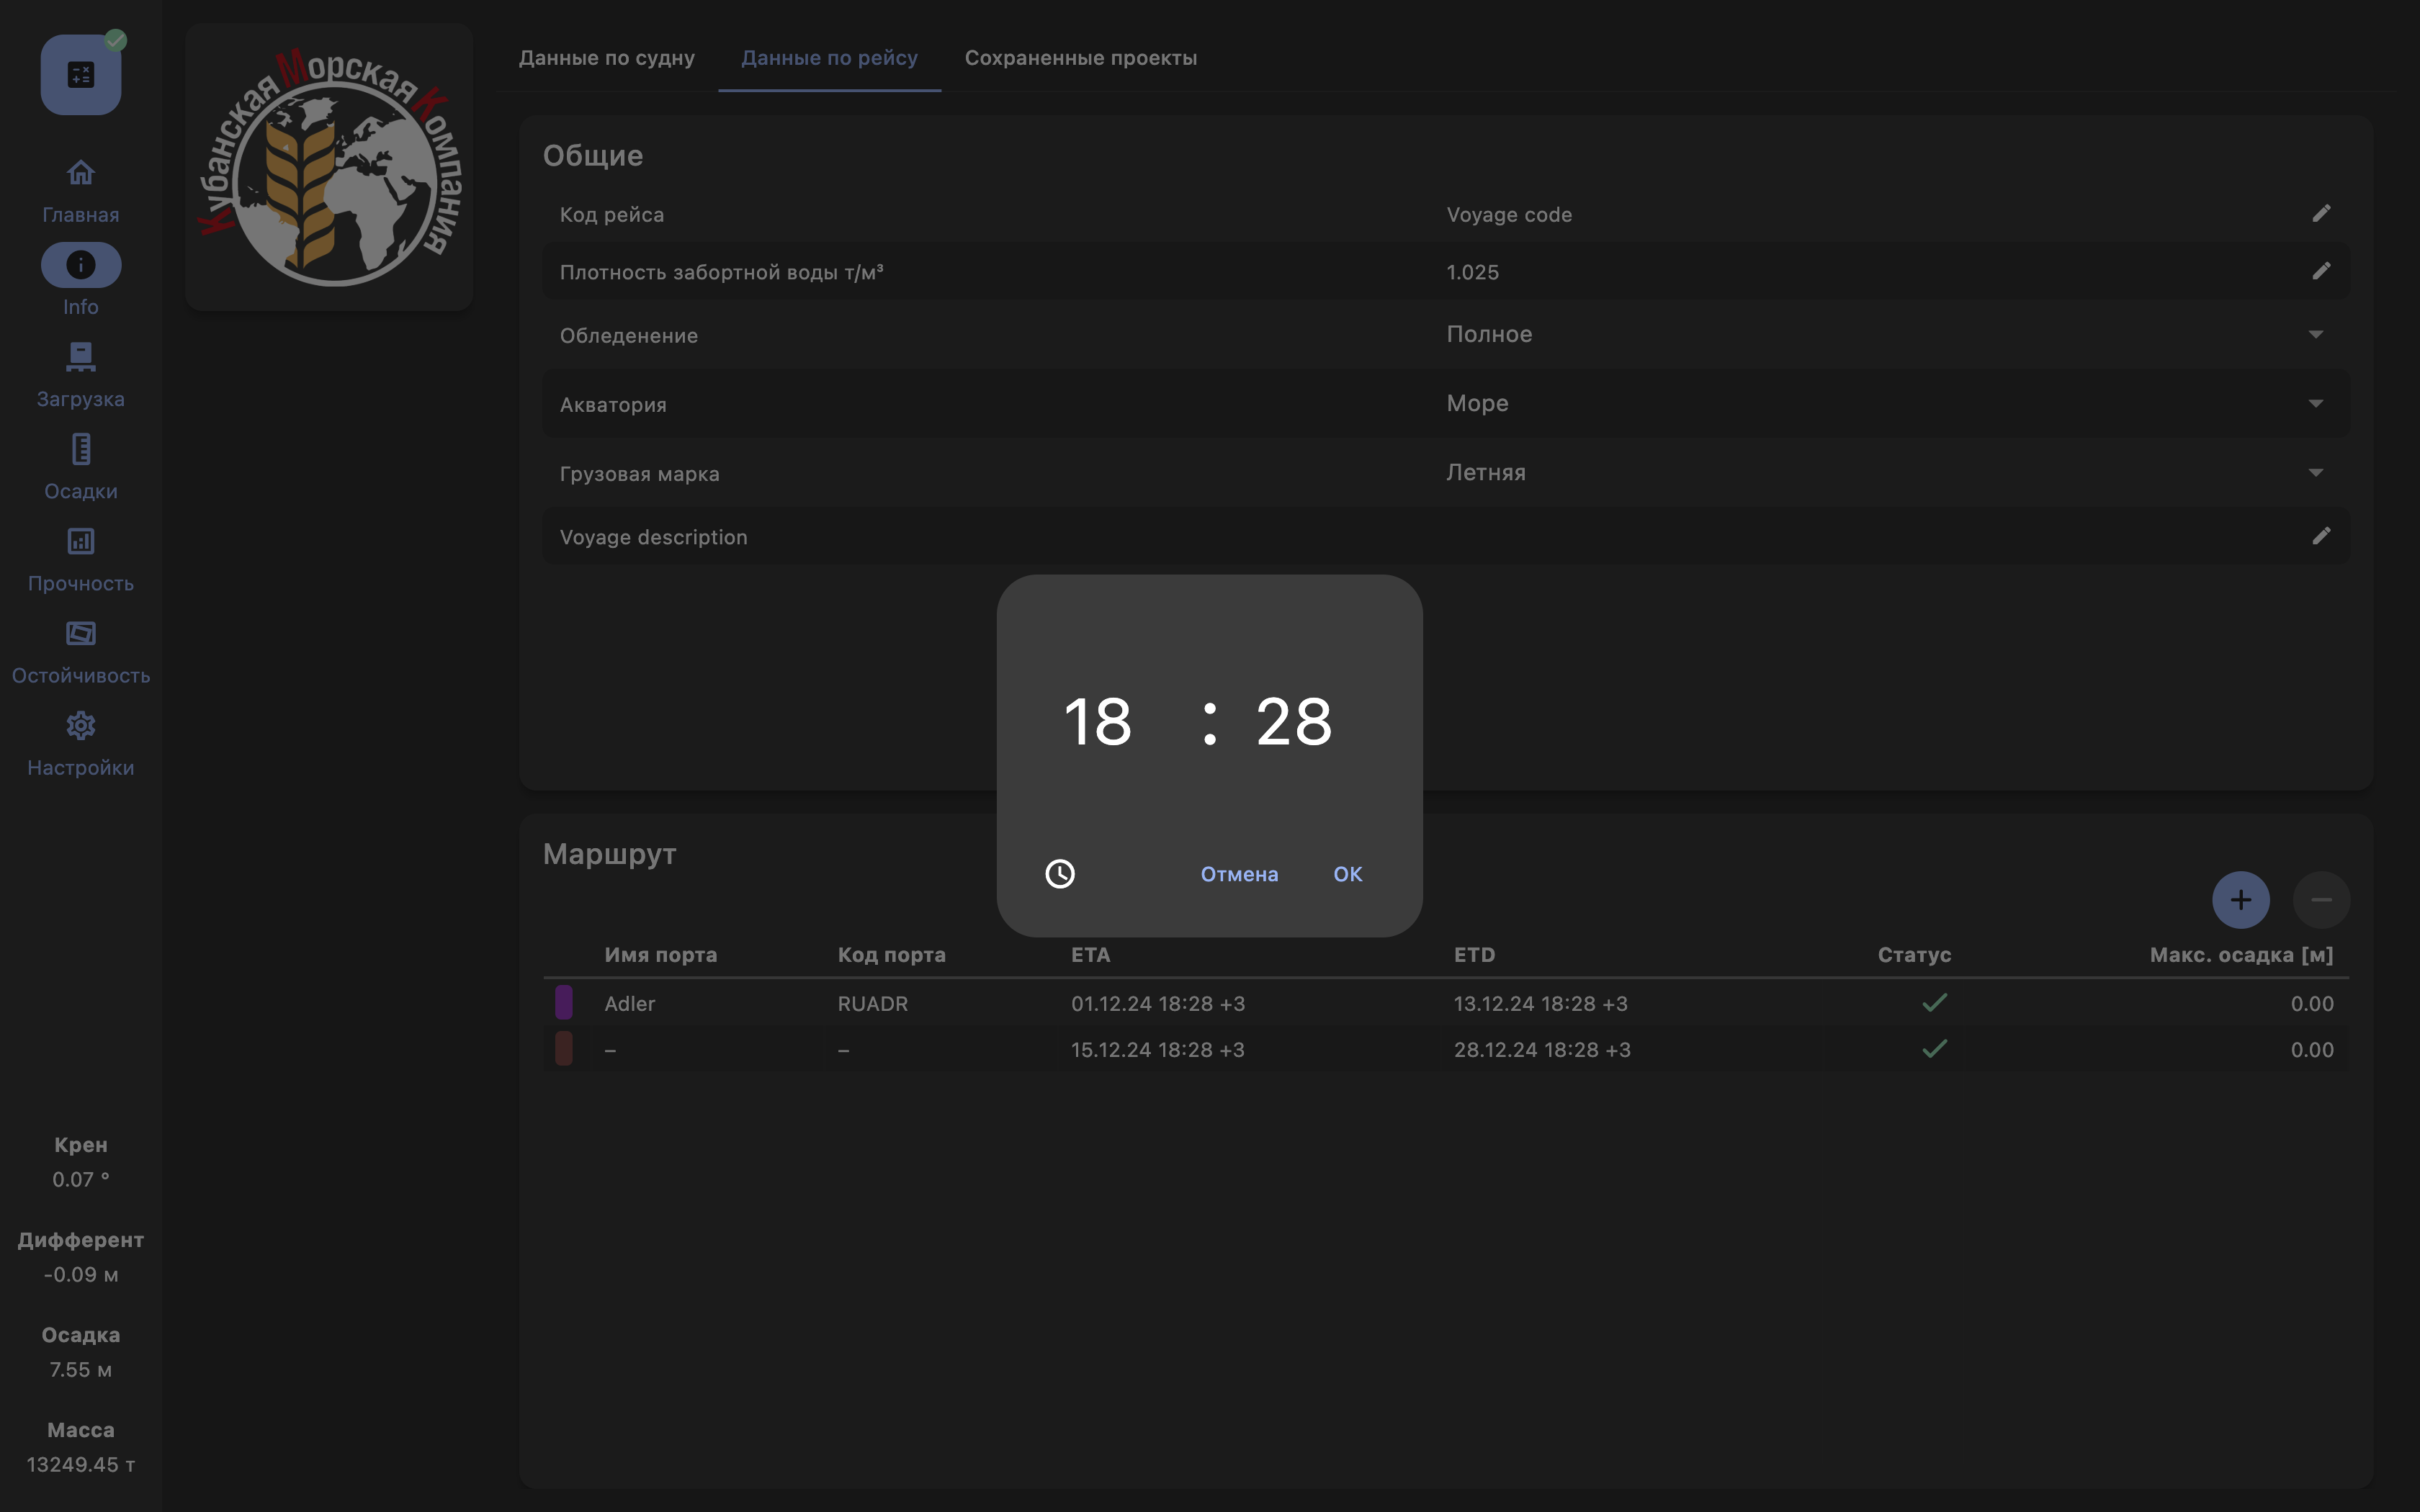 Кубанская Морская Компания
Главная
Info
Загрузка
Осадки
Прочность
Остойчивость
Настройки
Крен
0.07 °
Дифферент
-0.09 м
Осадка
7.55 м
Масса
13249.45 т
Данные по судну Данные по рейсу Сохраненные проекты
Общие
Код рейса Voyage code
Плотность забортной воды т/м³ 1.025
Обледенение Полное
Акватория Море
Грузовая марка Летняя
Voyage description
18 : 28
Отмена OK
Маршрут
Имя порта Код порта ETA ETD Статус Макс. осадка [м]
Adler RUADR 01.12.24 18:28 +3 13.12.24 18:28 +3 0.00
– – 15.12.24 18:28 +3 28.12.24 18:28 +3 0.00